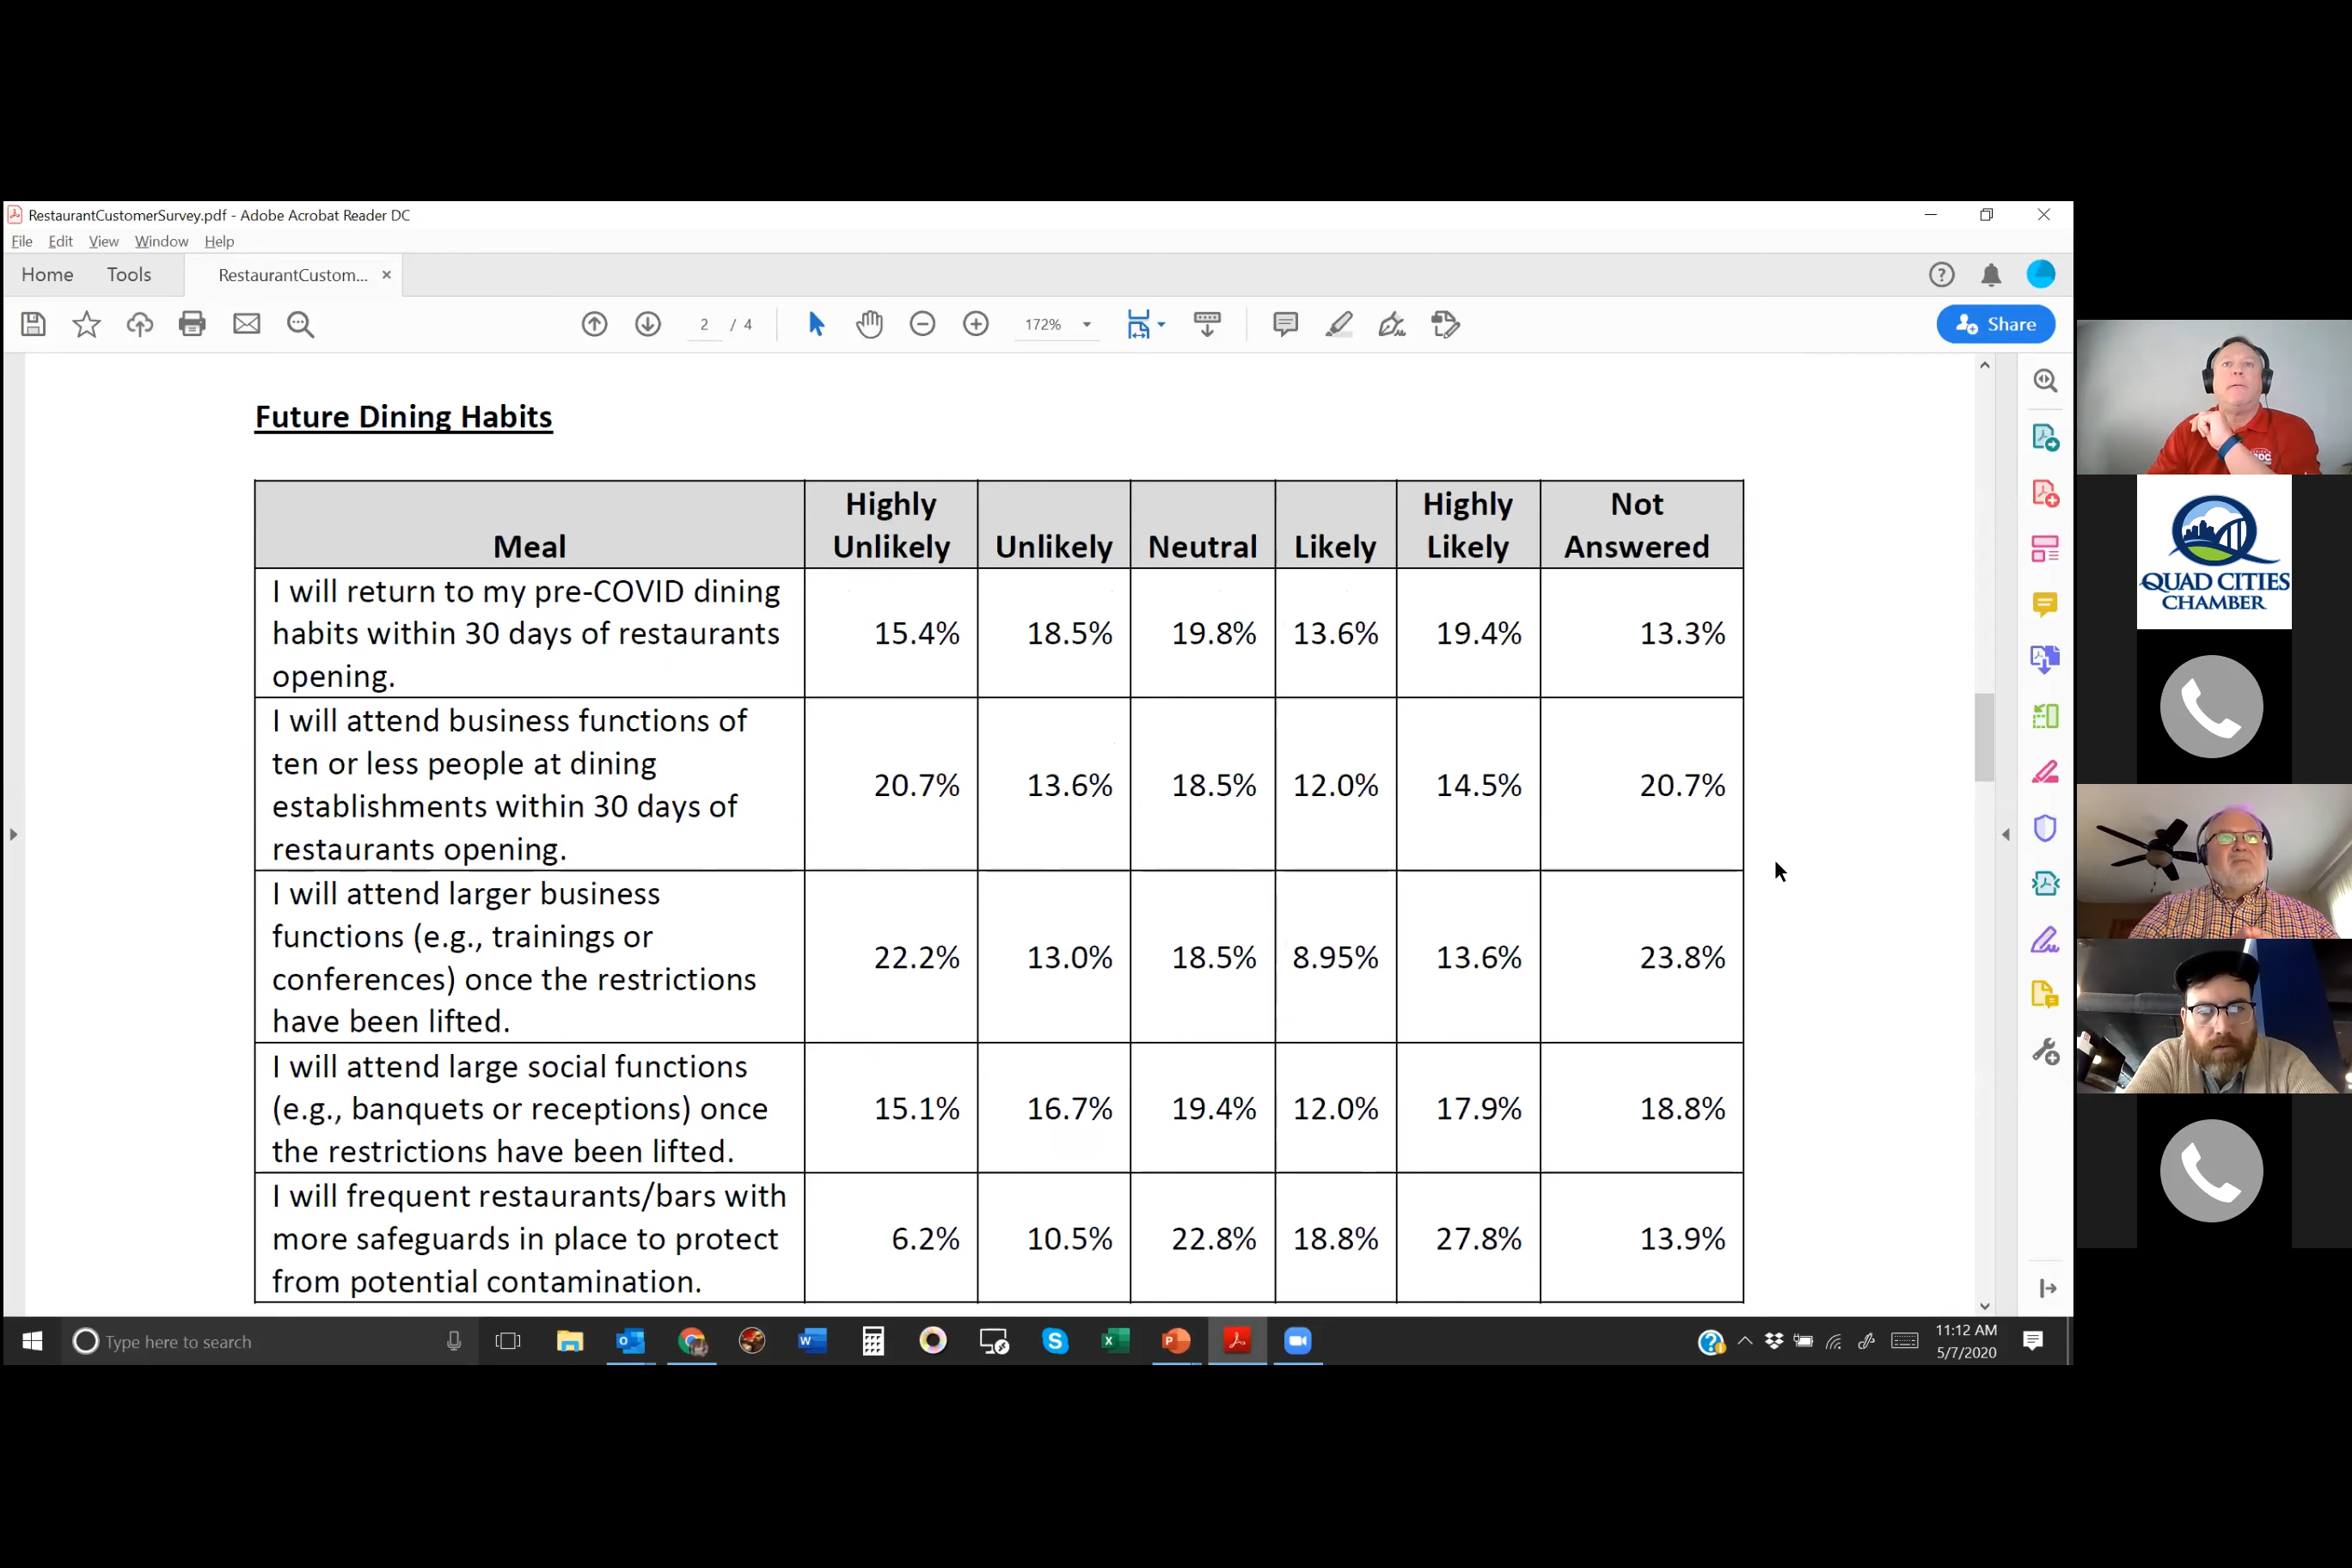 RestaurantCustomerSurvey.pdf - Adobe Acrobat Reader DC
File Edit View Window Help
Home Tools RestaurantCustom... ×
2 / 4 172% Share
Future Dining Habits
Meal Highly Unlikely Unlikely Neutral Likely Highly Likely Not Answered
I will return to my pre-COVID dining
habits within 30 days of restaurants
opening.
15.4% 18.5% 19.8% 13.6% 19.4% 13.3%
I will attend business functions of
ten or less people at dining
establishments within 30 days of
restaurants opening.
20.7% 13.6% 18.5% 12.0% 14.5% 20.7%
I will attend larger business
functions (e.g., trainings or
conferences) once the restrictions
have been lifted.
22.2% 13.0% 18.5% 8.95% 13.6% 23.8%
I will attend large social functions
(e.g., banquets or receptions) once
the restrictions have been lifted.
15.1% 16.7% 19.4% 12.0% 17.9% 18.8%
I will frequent restaurants/bars with
more safeguards in place to protect
from potential contamination.
6.2% 10.5% 22.8% 18.8% 27.8% 13.9%
QUAD CITIES
CHAMBER
Type here to search
11:12 AM
5/7/2020